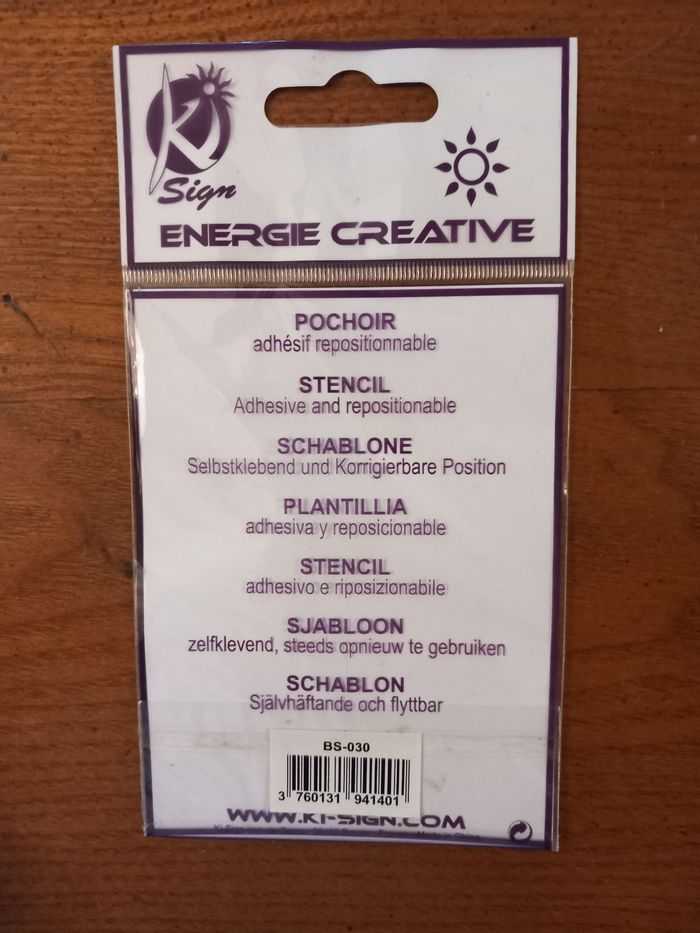 Ki
Sign
ENERGIE CREATIVE
POCHOIR
adhésif repositionnable
STENCIL
Adhesive and repositionable
SCHABLONE
Selbstklebend und Korrigierbare Position
PLANTILLIA
adhesiva y reposicionable
STENCIL
adhesivo e riposizionabile
SJABLOON
zelfklevend, steeds opnieuw te gebruiken
SCHABLON
Självhäftande och flyttbar
BS-030
3 760131 941401
WWW.KI-SIGN.COM